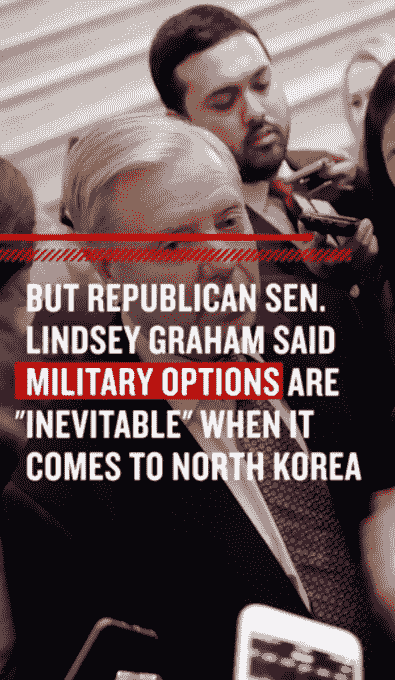 BUT REPUBLICAN SEN.
LINDSEY GRAHAM SAID
MILITARY OPTIONS ARE
"INEVITABLE" WHEN IT
COMES TO NORTH KOREA